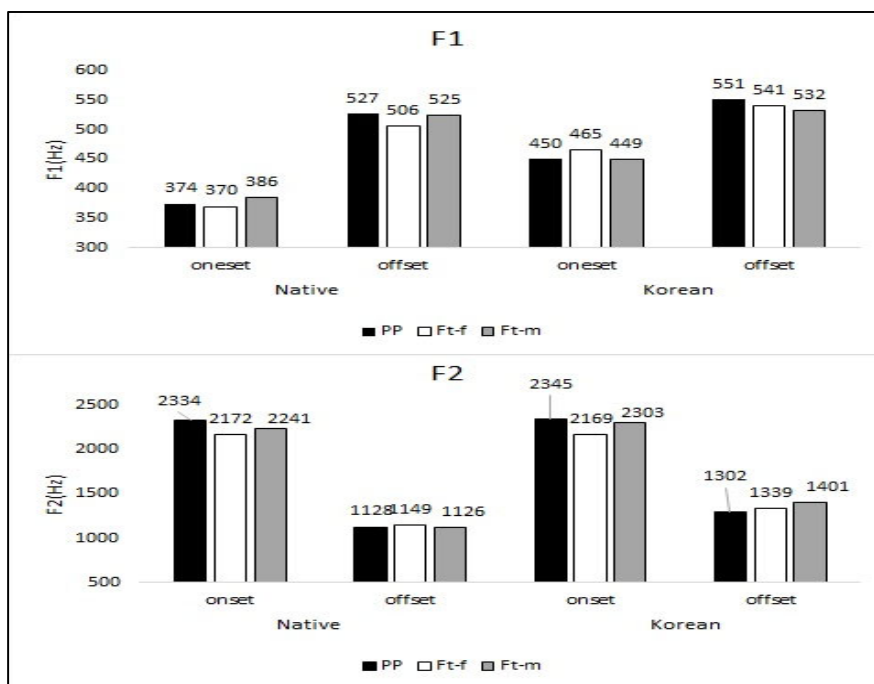 F1
600
550
500
450
400
350
300
F1(Hz)
374 370 386
527 506 525
450 465 449
551 541 532
oneset offset oneset offset
Native Korean
PP Ft-f Ft-m
F2
2500
2000
1500
1000
500
F2(Hz)
2334 2172 2241
1128 1149 1126
2345 2169 2303
1302 1339 1401
onset offset onset offset
Native Korean
PP Ft-f Ft-m